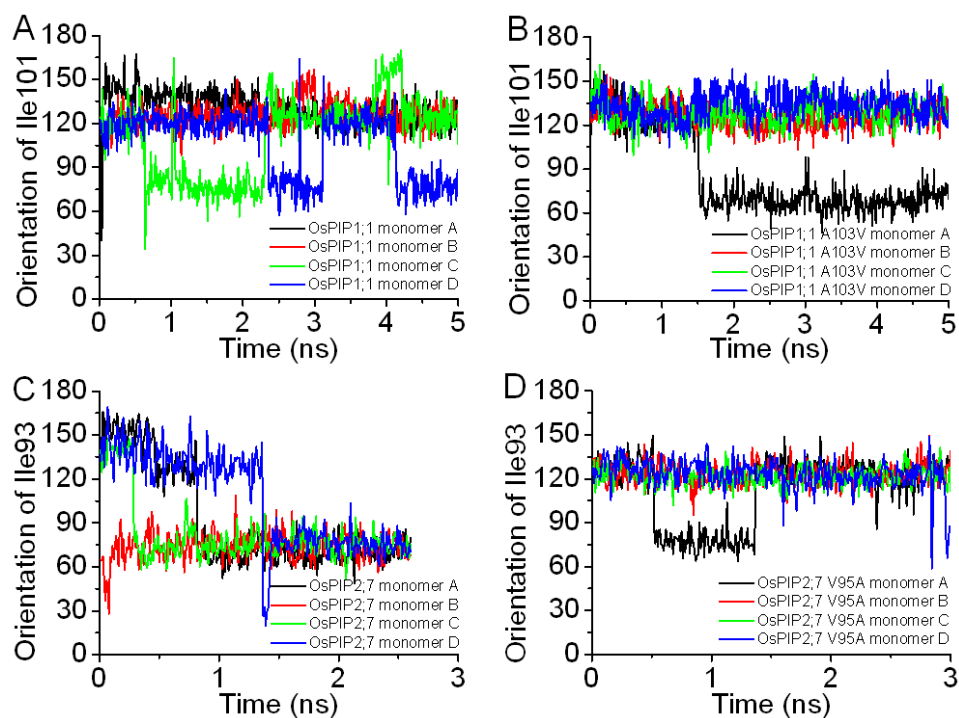 A
Orientation of Ile101
180
150
120
90
60
30
0
OsPIP1;1 monomer A
OsPIP1;1 monomer B
OsPIP1;1 monomer C
OsPIP1;1 monomer D
0 1 2 3 4 5
Time (ns)
B
Orientation of Ile101
180
150
120
90
60
30
0
OsPIP1;1 A103V monomer A
OsPIP1;1 A103V monomer B
OsPIP1;1 A103V monomer C
OsPIP1;1 A103V monomer D
0 1 2 3 4 5
Time (ns)
C
Orientation of Ile93
180
150
120
90
60
30
0
OsPIP2;7 monomer A
OsPIP2;7 monomer B
OsPIP2;7 monomer C
OsPIP2;7 monomer D
0 1 2 3
Time (ns)
D
Orientation of Ile93
180
150
120
90
60
30
0
OsPIP2;7 V95A monomer A
OsPIP2;7 V95A monomer B
OsPIP2;7 V95A monomer C
OsPIP2;7 V95A monomer D
0 1 2 3
Time (ns)